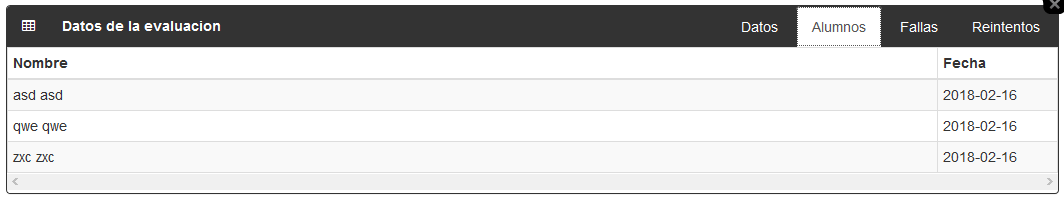 Datos de la evaluacion Datos Alumnos Fallas Reintentos
Nombre Fecha
asd asd 2018-02-16
qwe qwe 2018-02-16
zxc zxc 2018-02-16